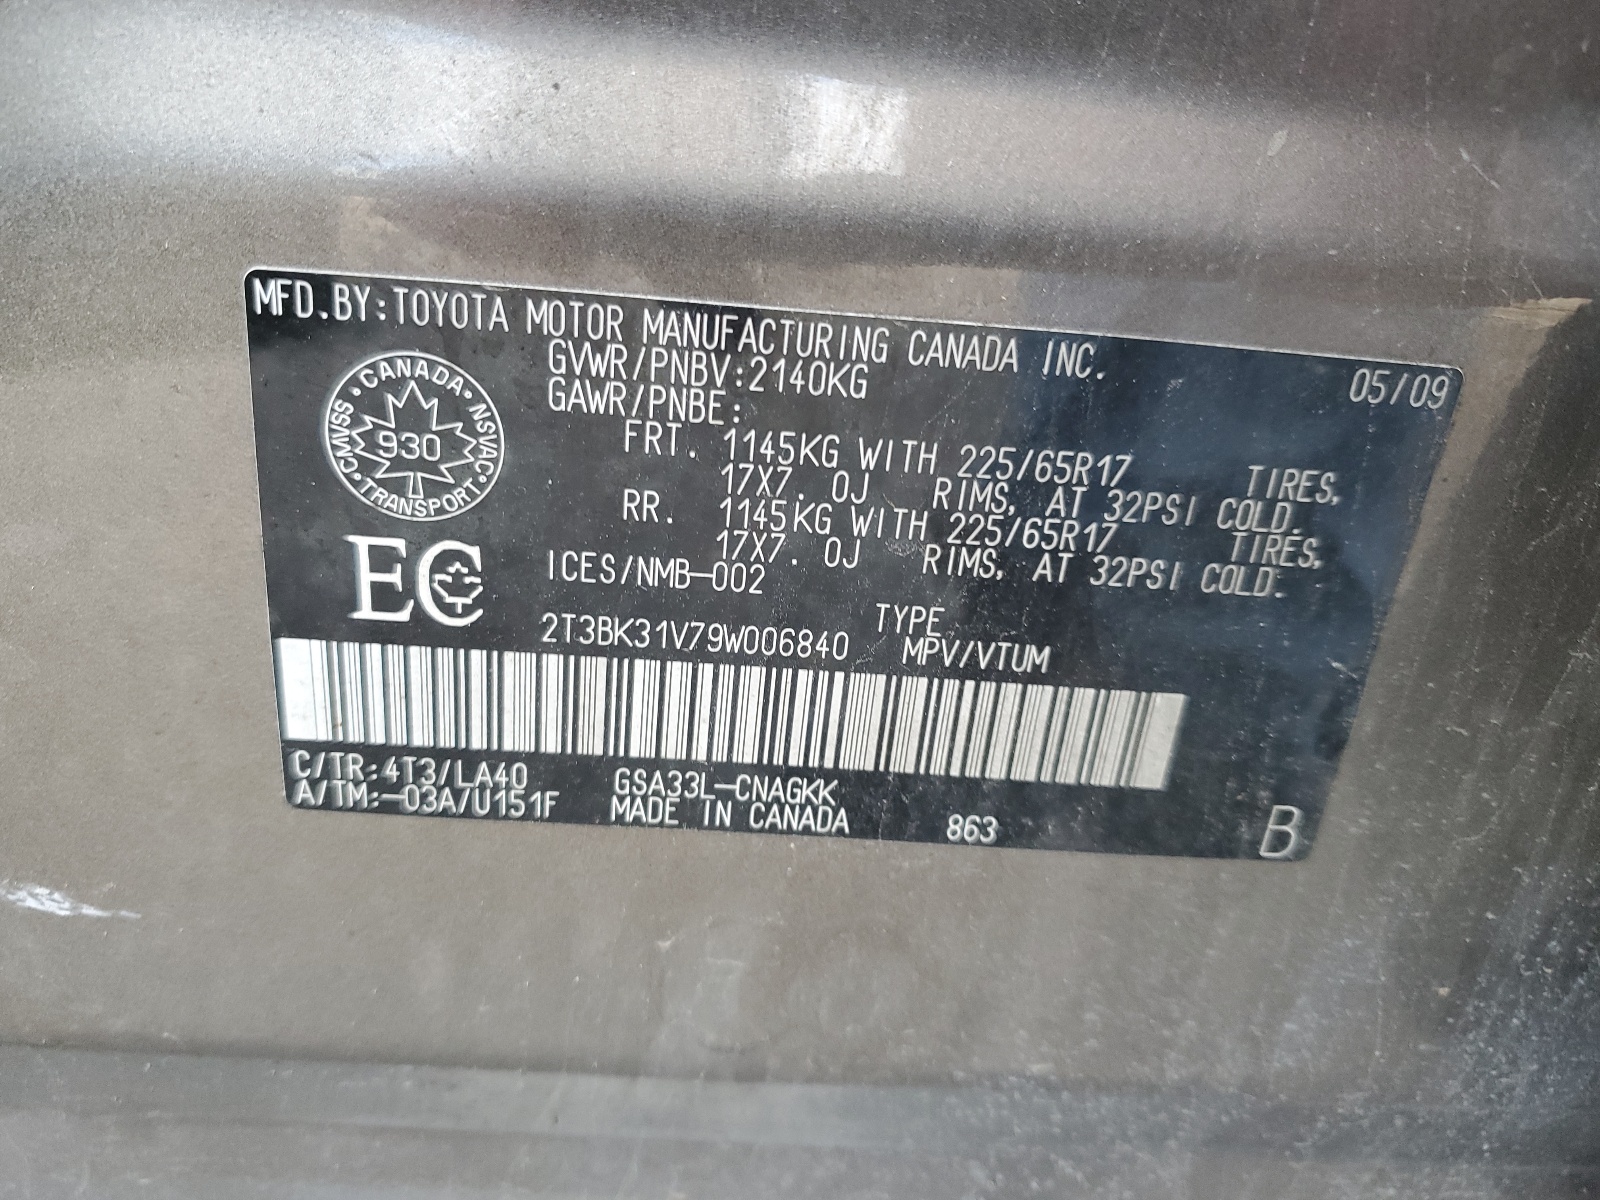 MFD.BY:TOYOTA MOTOR MANUFACTURING CANADA INC. 05/09
GVWR/PNBV:2140KG
GAWR/PNBE:
FRT. 1145KG WITH 225/65R17 TIRES,
17X7. 0J RIMS, AT 32PSI COLD.
RR. 1145KG WITH 225/65R17 TIRES,
17X7. 0J RIMS, AT 32PSI COLD.
CANADA
CMVSS 930 NSVAC
TRANSPORT
EC
ICES/NMB-002
2T3BK31V79W006840 TYPE
MPV/VTUM
C/TR:4T3/LA40 GSA33L-CNAGKK
A/TM:-03A/U151F MADE IN CANADA 863 B